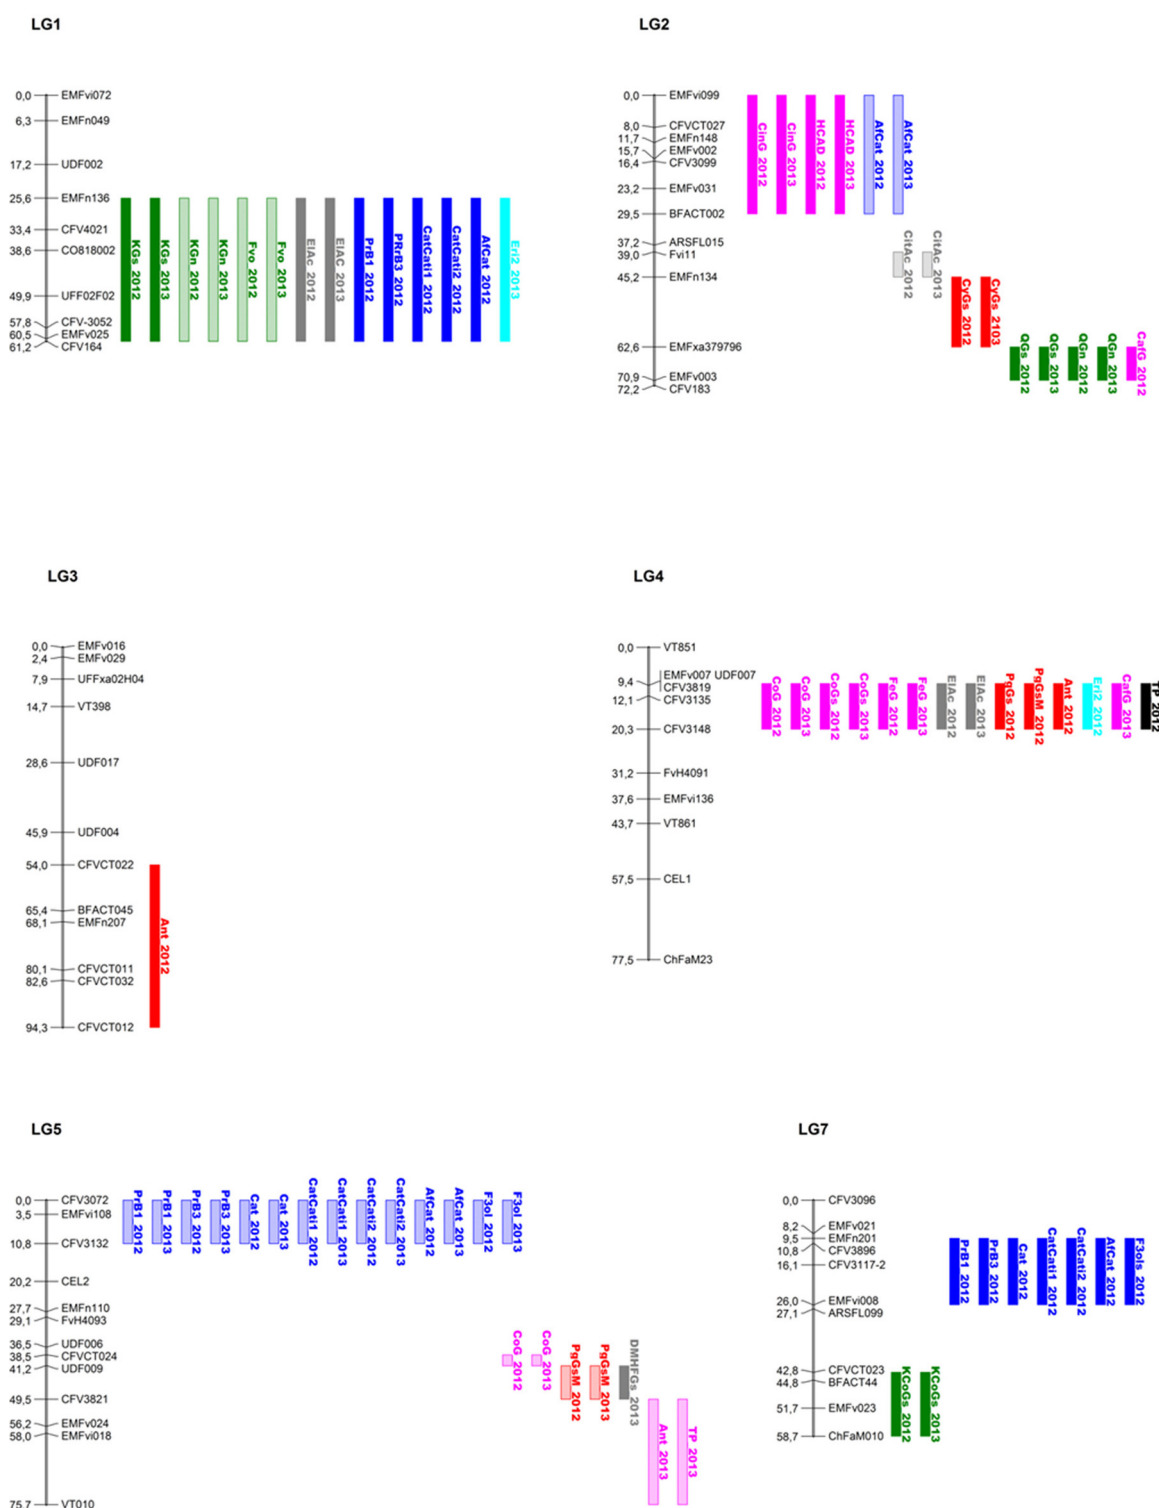 LG1
0,0 EMFvi072
6,3 EMFn049
17,2 UDF002
25,6 EMFn136
33,4 CFV4021
38,6 CO818002
49,9 UFF02F02
57,8 CFV-3052
60,5 EMFv025
61,2 CFV164
KGs 2012
KGs 2013
KGn 2012
KGn 2013
Fvo 2012
Fvo 2013
ElAc 2012
ElAC 2013
PrB1 2012
PRrB3 2012
CatCati1 2012
CatCati2 2012
AfCat 2012
Eri2 2013
LG2
0,0 EMFvi099
8,0 CFVCT027
11,7 EMFn148
15,7 EMFv002
16,4 CFV3099
23,2 EMFv031
29,5 BFACT002
37,2 ARSFL015
39,0 Fvi11
45,2 EMFn134
62,6 EMFxa379796
70,9 EMFv003
72,2 CFV183
CinG 2012
CinG 2013
HCAD 2012
HCAD 2013
AfCat 2012
AfCat 2013
CitAc 2012
CitAc 2013
CyGs 2012
CyGs 2103
QGs 2012
QGs 2013
QGn 2012
QGn 2013
CafG 2012
LG3
0,0 EMFv016
2,4 EMFv029
7,9 UFFxa02H04
14,7 VT398
28,6 UDF017
45,9 UDF004
54,0 CFVCT022
65,4 BFACT045
68,1 EMFn207
80,1 CFVCT011
82,6 CFVCT032
94,3 CFVCT012
Ant 2012
LG4
0,0 VT851
EMFv007 UDF007
9,4 CFV3819
12,1 CFV3135
20,3 CFV3148
31,2 FvH4091
37,6 EMFvi136
43,7 VT861
57,5 CEL1
77,5 ChFaM23
CoG 2012
CoG 2013
CoGs 2012
CoGs 2013
FeG 2012
FeG 2013
ElAc 2012
ElAc 2013
PgGs 2012
PgGsM 2012
Ant 2012
Eri2 2012
CafG 2013
TP 2012
LG5
0,0 CFV3072
3,5 EMFvi108
10,8 CFV3132
20,2 CEL2
27,7 EMFn110
29,1 FvH4093
36,5 UDF006
38,5 CFVCT024
41,2 UDF009
49,5 CFV3821
56,2 EMFv024
58,0 EMFvi018
75,7 VT010
PrB1 2012
PrB1 2013
PrB3 2012
PrB3 2013
Cat 2012
Cat 2013
CatCati1 2012
CatCati1 2013
CatCati2 2012
CatCati2 2013
AfCat 2012
AfCat 2013
F3ol 2012
F3ol 2013
CoG 2012
CoG 2013
PgGsM 2012
PgGsM 2013
DMHFGs 2013
Ant 2013
TP 2013
LG7
0,0 CFV3096
8,2 EMFv021
9,5 EMFn201
10,8 CFV3896
16,1 CFV3117-2
26,0 EMFvi008
27,1 ARSFL099
42,8 CFVCT023
44,8 BFACT44
51,7 EMFv023
58,7 ChFaM010
PrB1 2012
PrB3 2012
Cat 2012
CatCati1 2012
CatCati2 2012
AfCat 2012
F3ols 2012
KCoGs 2012
KCoGs 2013